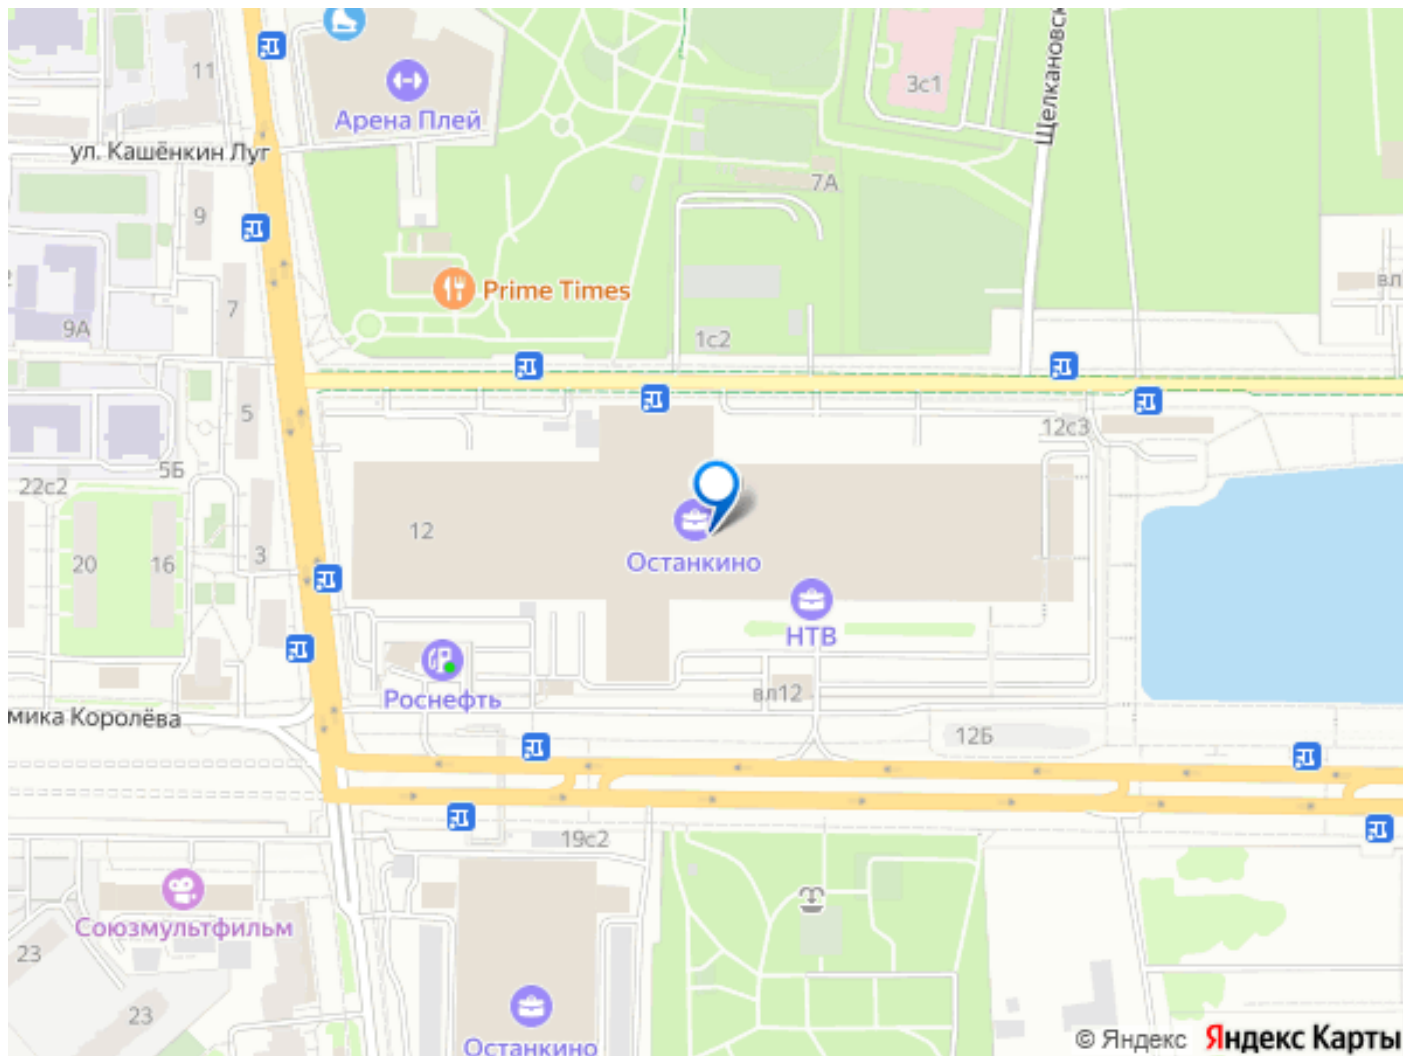 11
Арена Плей
3с1
Щелкановск
ул. Кашёнкин Луг
7А
9
7
Prime Times
вл
9А
1с2
5
12с3
5Б
22с2
12
3
20
16
Останкино
НТВ
Роснефть
вл12
мика Королёва
12Б
19с2
Союзмультфильм
23
23
Останкино
© Яндекс Яндекс Карты